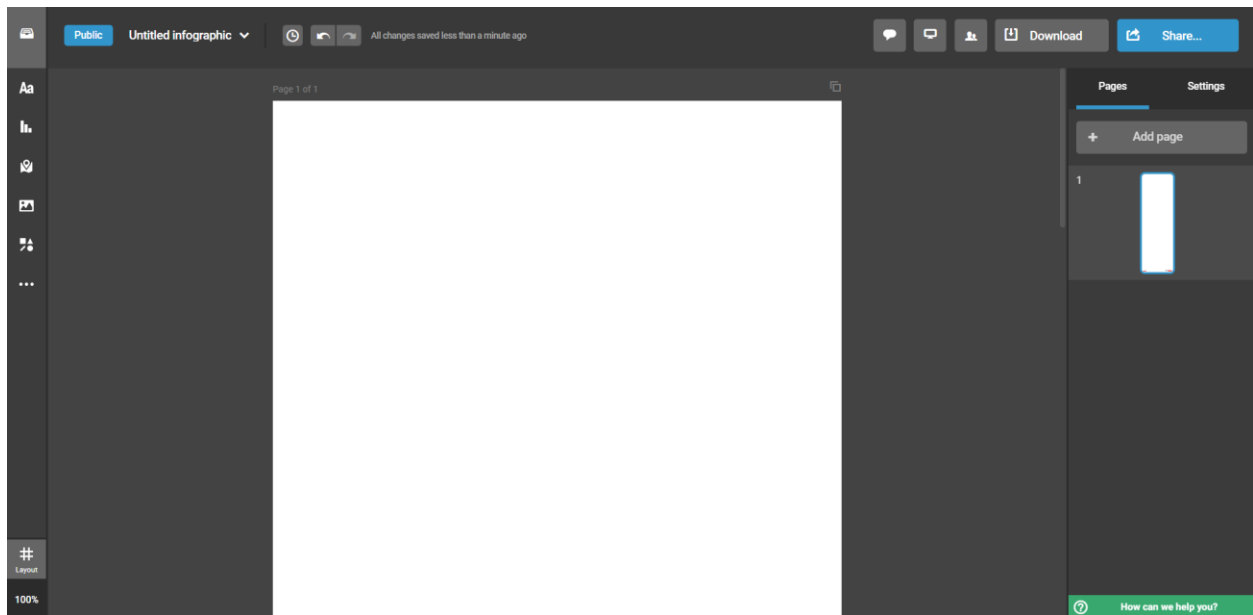 Public
Untitled infographic
All changes saved less than a minute ago
Download
Share...
Aa
Page 1 of 1
Pages
Settings
+ Add page
1
Layout
100%
How can we help you?